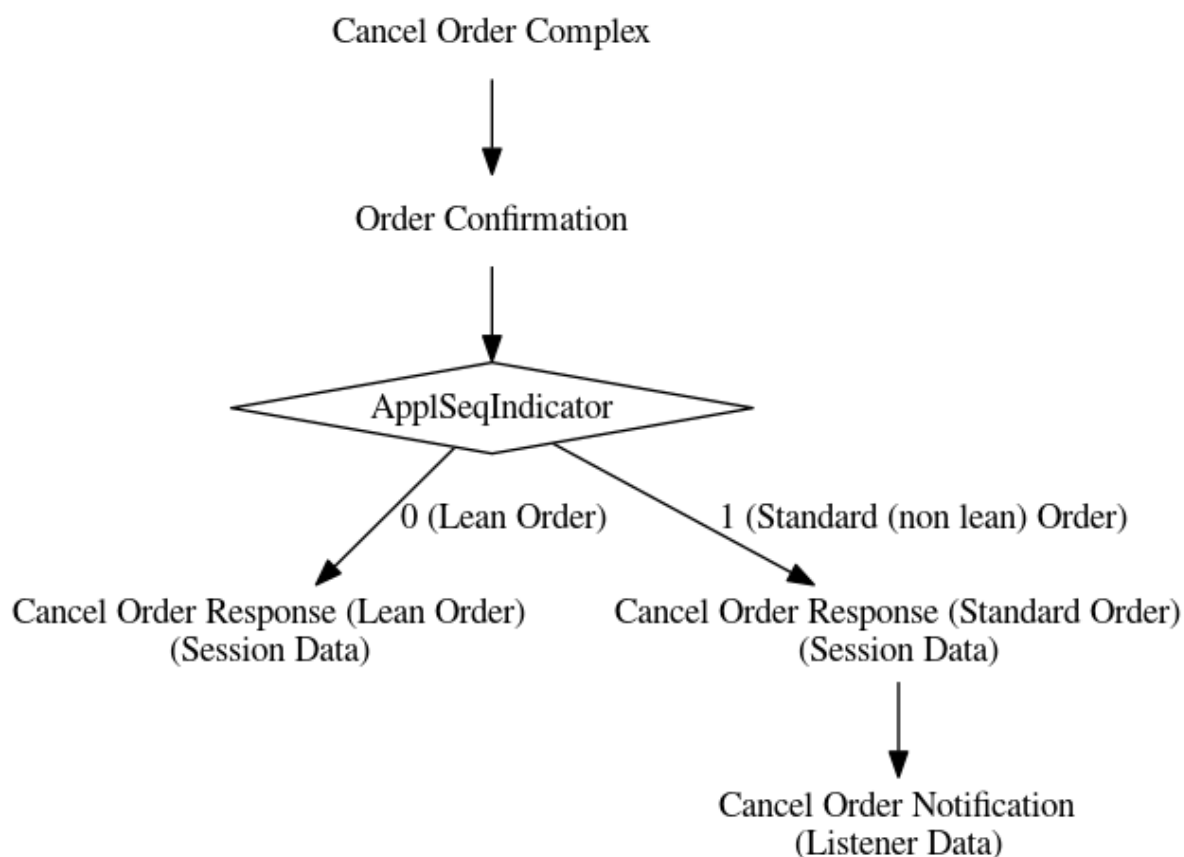 Cancel Order Complex
Order Confirmation
ApplSeqIndicator
0 (Lean Order)
1 (Standard (non lean) Order)
Cancel Order Response (Lean Order)
(Session Data)
Cancel Order Response (Standard Order)
(Session Data)
Cancel Order Notification
(Listener Data)